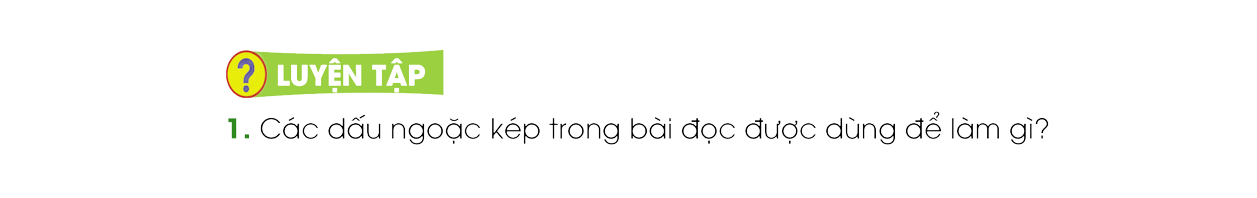 ? LUYỆN TẬP
1. Các dấu ngoặc kép trong bài đọc được dùng để làm gì?